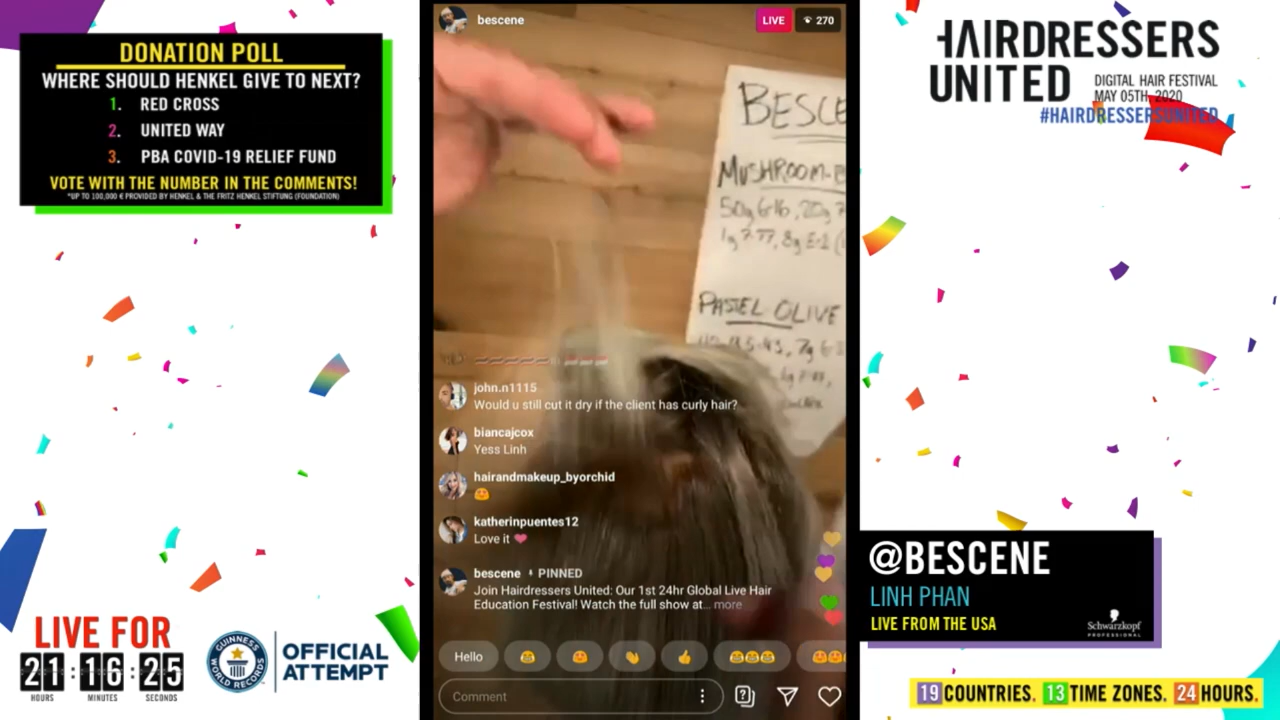 DONATION POLL
WHERE SHOULD HENKEL GIVE TO NEXT?
1. RED CROSS
2. UNITED WAY
3. PBA COVID-19 RELIEF FUND
VOTE WITH THE NUMBER IN THE COMMENTS!
*UP TO 100,000 € PROVIDED BY HENKEL & THE FRITZ HENKEL STIFTUNG (FOUNDATION)
LIVE FOR
21:16:25
HOURS MINUTES SECONDS
GUINNESS WORLD RECORDS
OFFICIAL
ATTEMPT
bescene
LIVE 270
BESCE
MUSHROOM-B
PASTEL OLIVE
john.n1115
Would u still cut it dry if the client has curly hair?
biancajcox
Yess Linh
hairandmakeup_byorchid
😍
katherinpuentes12
Love it ❤
bescene PINNED
Join Hairdressers United: Our 1st 24hr Global Live Hair
Education Festival! Watch the full show at... more
Hello 😂 😍 👏 👍 😂😂😂
Comment
HAIRDRESSERS
UNITED
DIGITAL HAIR FESTIVAL
MAY 05TH, 2020
#HAIRDRESSERSUNITED
@BESCENE
LINH PHAN
LIVE FROM THE USA
Schwarzkopf
PROFESSIONAL
19 COUNTRIES. 13 TIME ZONES. 24 HOURS.